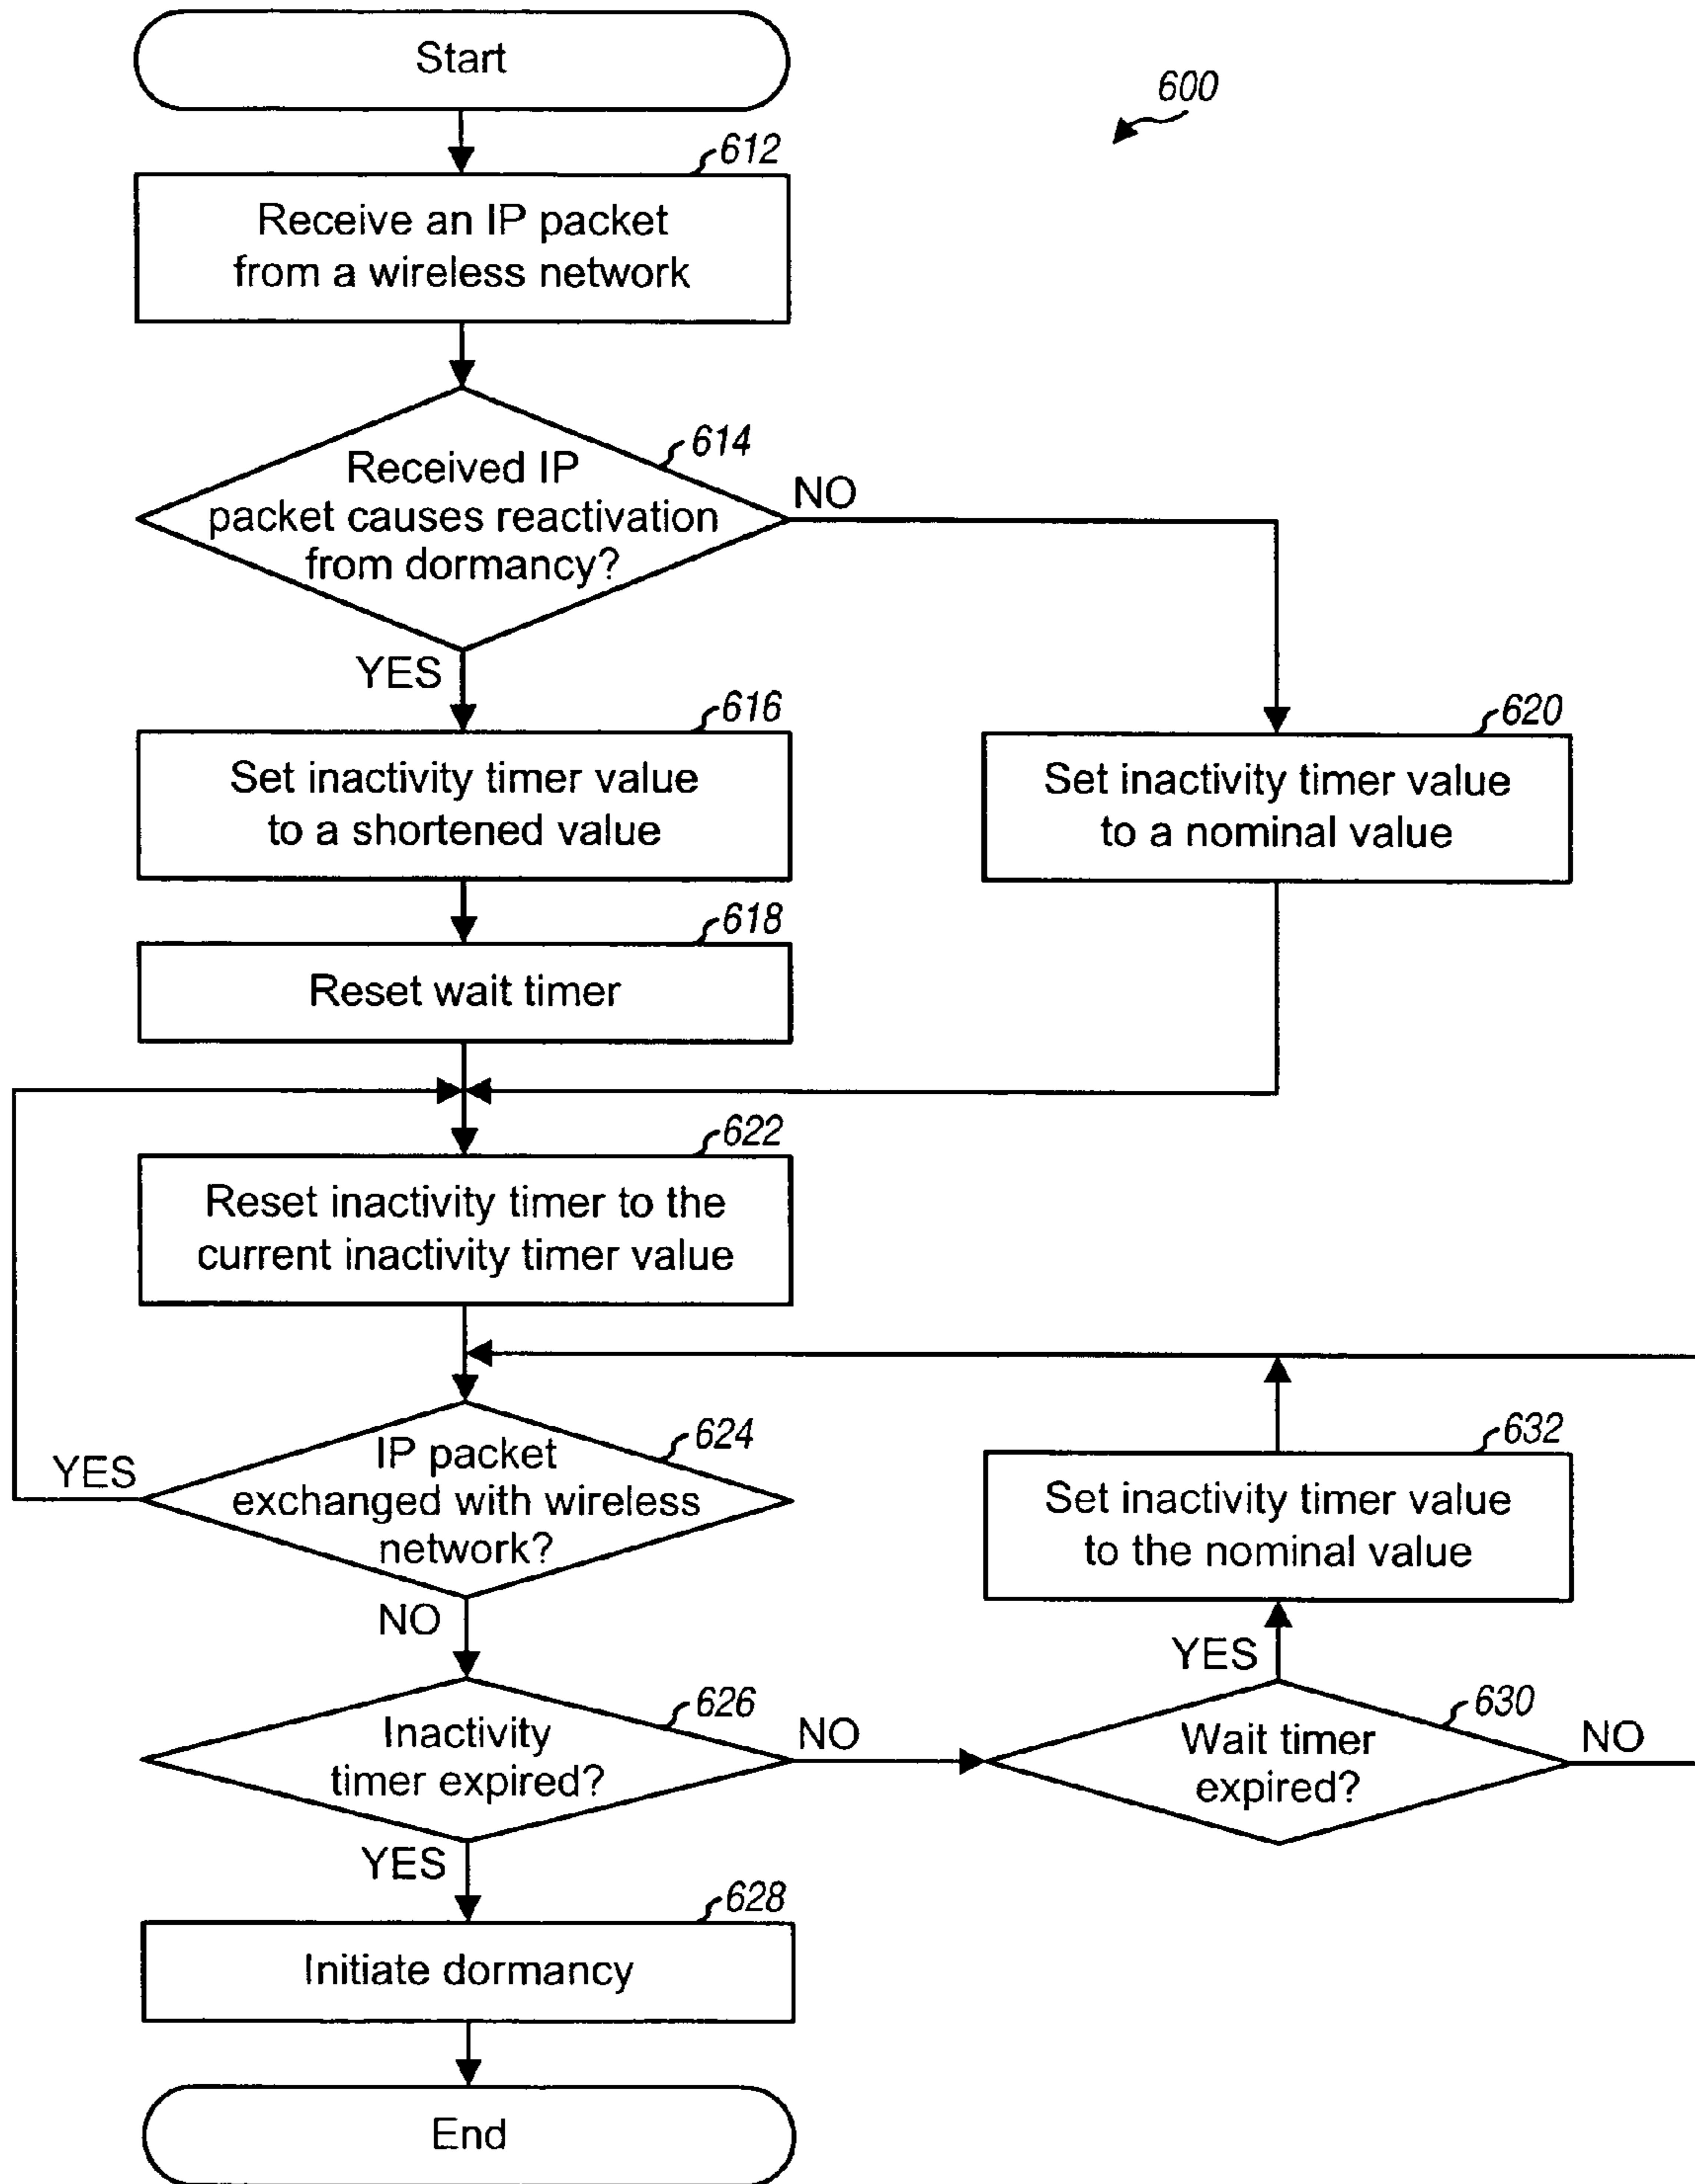 Start
600
612
Receive an IP packet
from a wireless network
614
Received IP
packet causes reactivation
from dormancy?
NO
YES
616
Set inactivity timer value
to a shortened value
620
Set inactivity timer value
to a nominal value
618
Reset wait timer
622
Reset inactivity timer to the
current inactivity timer value
624
IP packet
exchanged with wireless
network?
YES
NO
632
Set inactivity timer value
to the nominal value
YES
626
Inactivity
timer expired?
NO
630
Wait timer
expired?
NO
YES
628
Initiate dormancy
End